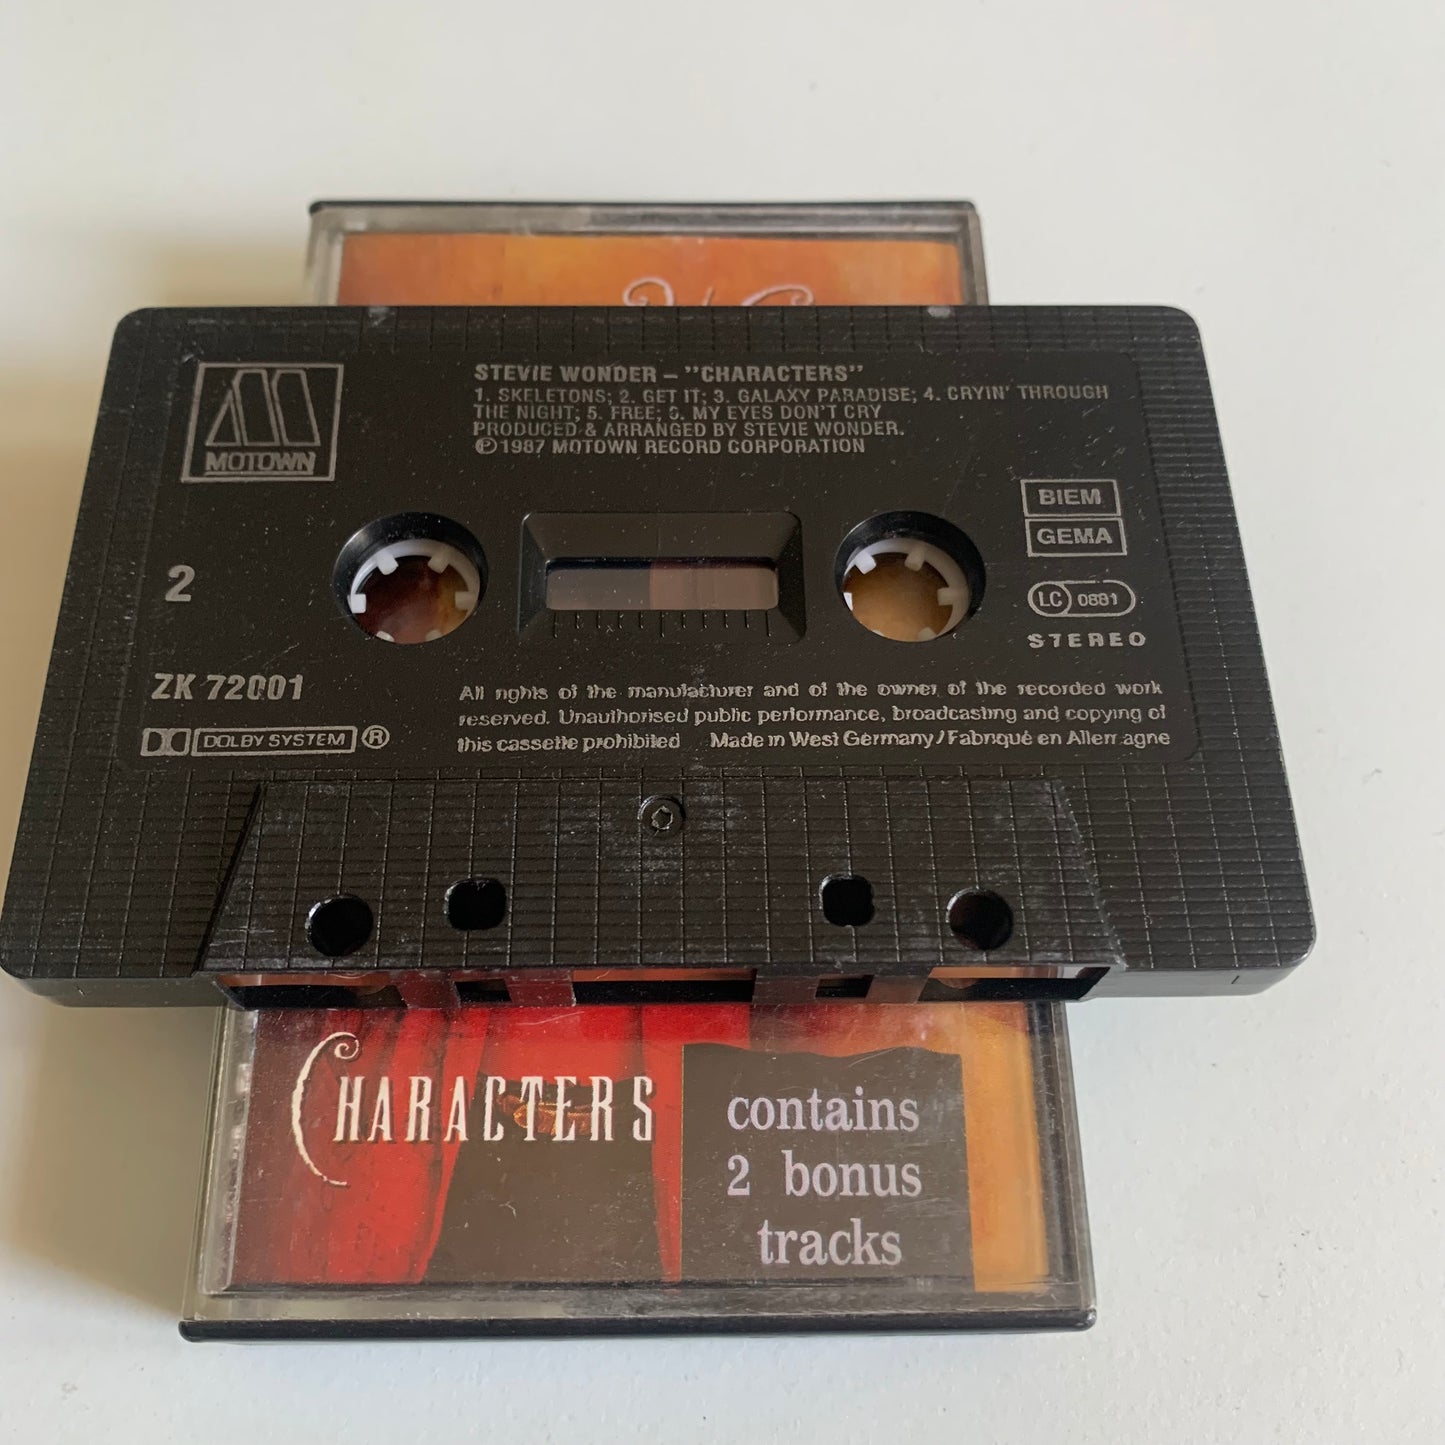 MOTOWN
STEVIE WONDER – "CHARACTERS"
1. SKELETONS; 2. GET IT; 3. GALAXY PARADISE; 4. CRYIN' THROUGH
THE NIGHT; 5. FREE; 6. MY EYES DON'T CRY
PRODUCED & ARRANGED BY STEVIE WONDER.
℗ 1987 MOTOWN RECORD CORPORATION
BIEM
GEMA
2
LC 0881
STEREO
ZK 72001
DOLBY SYSTEM ®
All rights of the manufacturer and of the owner of the recorded work
reserved. Unauthorised public performance, broadcasting and copying of
this cassette prohibited Made in West Germany/Fabriqué en Allemagne
CHARACTERS
contains
2 bonus
tracks